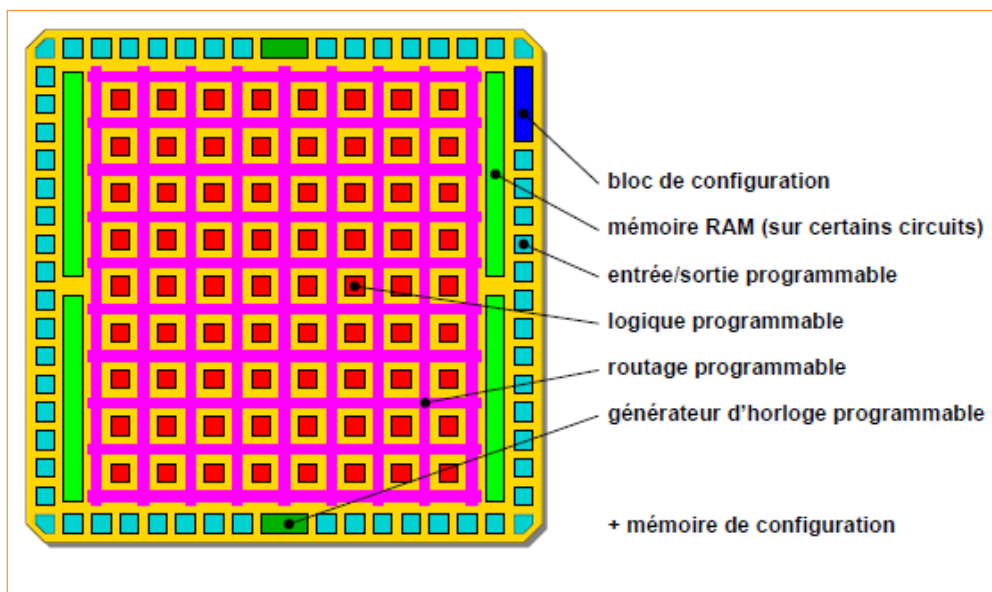 bloc de configuration
mémoire RAM (sur certains circuits)
entrée/sortie programmable
logique programmable
routage programmable
générateur d'horloge programmable
+ mémoire de configuration